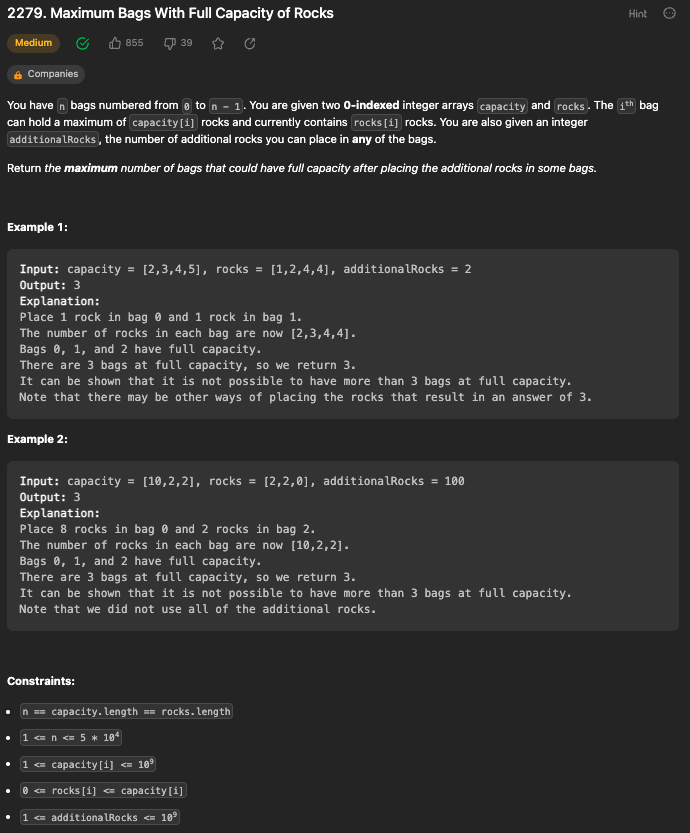 2279. Maximum Bags With Full Capacity of Rocks
Hint
Medium
855
39
Companies
You have n bags numbered from 0 to n - 1. You are given two 0-indexed integer arrays capacity and rocks. The iᵗʰ bag
can hold a maximum of capacity[i] rocks and currently contains rocks[i] rocks. You are also given an integer
additionalRocks, the number of additional rocks you can place in any of the bags.
Return the maximum number of bags that could have full capacity after placing the additional rocks in some bags.
Example 1:
Input: capacity = [2,3,4,5], rocks = [1,2,4,4], additionalRocks = 2
Output: 3
Explanation:
Place 1 rock in bag 0 and 1 rock in bag 1.
The number of rocks in each bag are now [2,3,4,4].
Bags 0, 1, and 2 have full capacity.
There are 3 bags at full capacity, so we return 3.
It can be shown that it is not possible to have more than 3 bags at full capacity.
Note that there may be other ways of placing the rocks that result in an answer of 3.
Example 2:
Input: capacity = [10,2,2], rocks = [2,2,0], additionalRocks = 100
Output: 3
Explanation:
Place 8 rocks in bag 0 and 2 rocks in bag 2.
The number of rocks in each bag are now [10,2,2].
Bags 0, 1, and 2 have full capacity.
There are 3 bags at full capacity, so we return 3.
It can be shown that it is not possible to have more than 3 bags at full capacity.
Note that we did not use all of the additional rocks.
Constraints:
• n == capacity.length == rocks.length
• 1 <= n <= 5 * 10⁴
• 1 <= capacity[i] <= 10⁹
• 0 <= rocks[i] <= capacity[i]
• 1 <= additionalRocks <= 10⁹